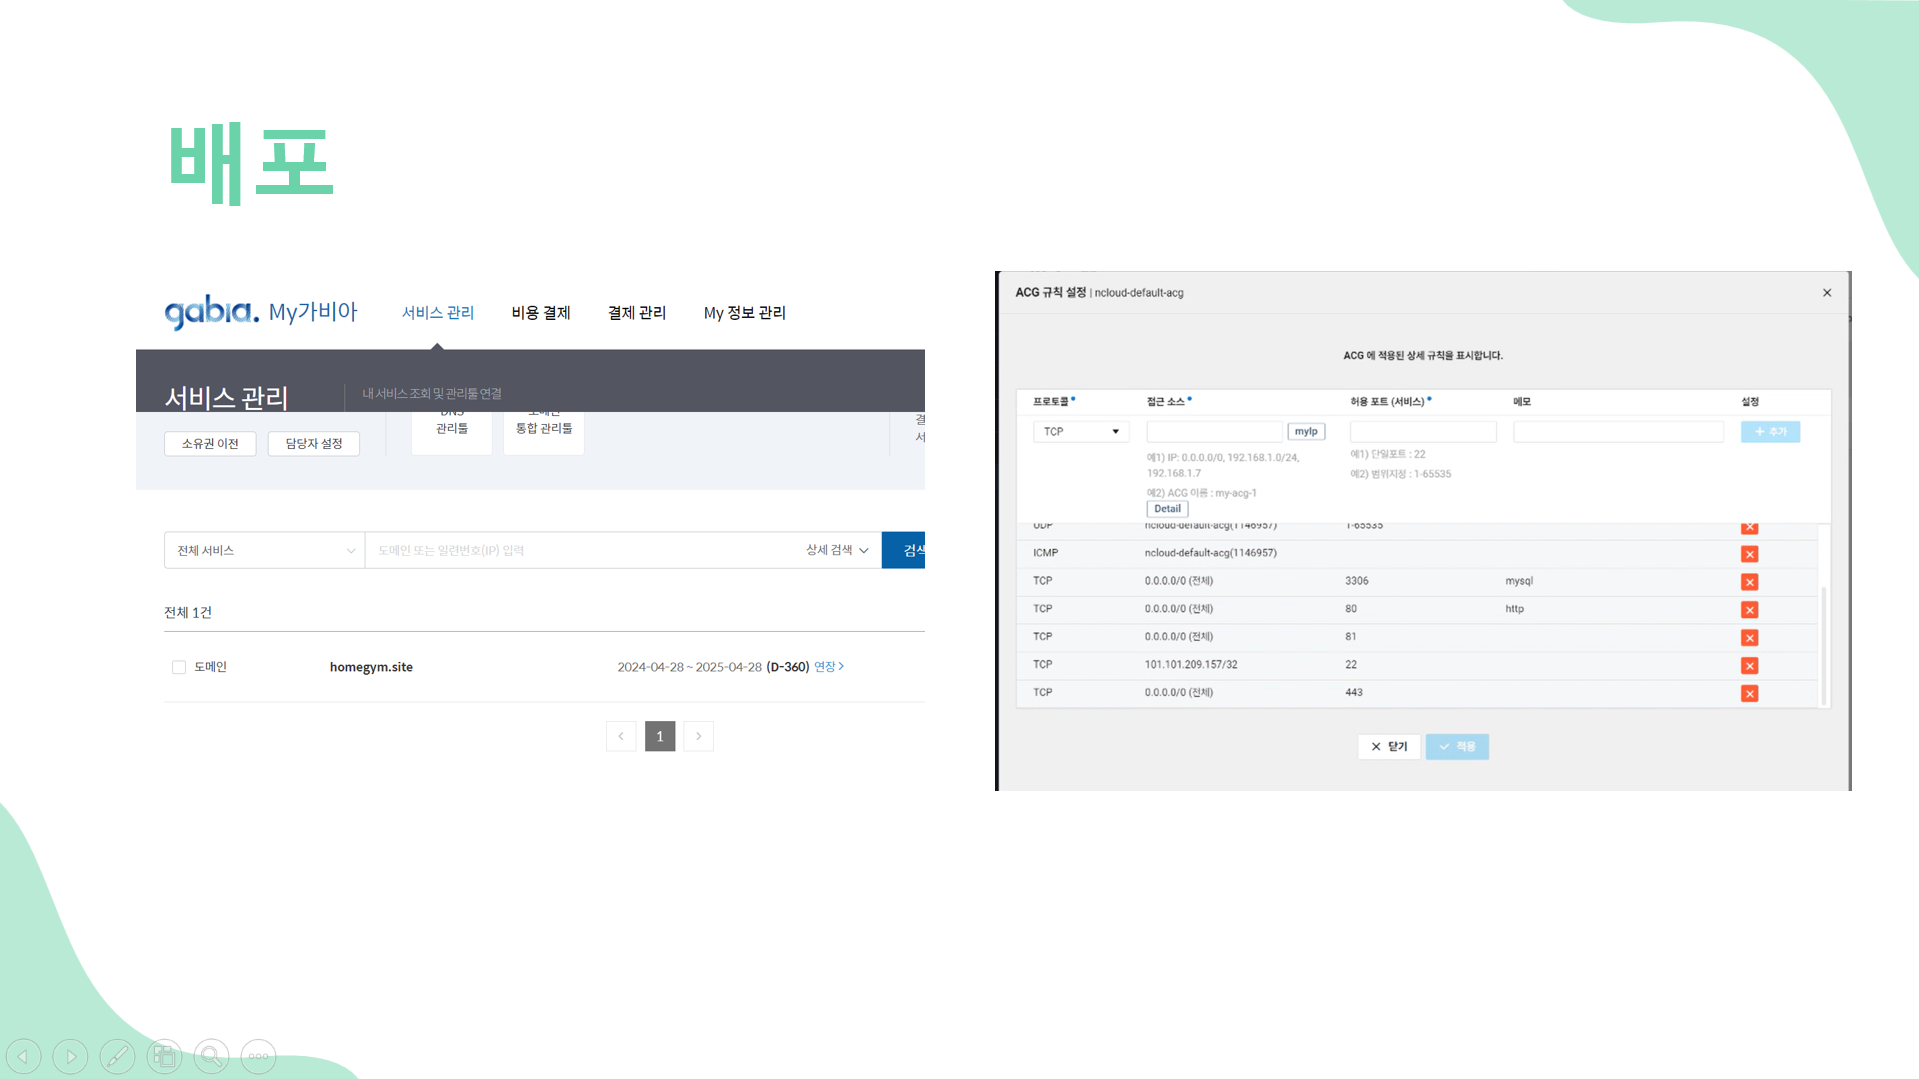 배포
gabia. My가비아 서비스 관리 비용 결제 결제 관리 My 정보 관리
서비스 관리 내 서비스 조회 및 관리툴 연결
관리툴 통합 관리툴
소유권 이전 담당자 설정
전체 서비스 도메인 또는 일련번호(IP) 입력 상세 검색 검색
전체 1건
도메인 homegym.site 2024-04-28 ~ 2025-04-28 (D-360) 연장
1
ACG 규칙 설정 | ncloud-default-acg
ACG 에 적용된 상세 규칙을 표시합니다.
프로토콜 접근 소스 허용 포트 (서비스) 메모 설정
TCP myIp + 추가
예1) IP: 0.0.0.0/0, 192.168.1.0/24,
192.168.1.7
예2) ACG 이름 : my-acg-1
Detail
예1) 단일포트 : 22
예2) 범위지정 : 1-65535
UDP ncloud-default-acg(1146957) 1-65535
ICMP ncloud-default-acg(1146957)
TCP 0.0.0.0/0 (전체) 3306 mysql
TCP 0.0.0.0/0 (전체) 80 http
TCP 0.0.0.0/0 (전체) 81
TCP 101.101.209.157/32 22
TCP 0.0.0.0/0 (전체) 443
닫기 적용